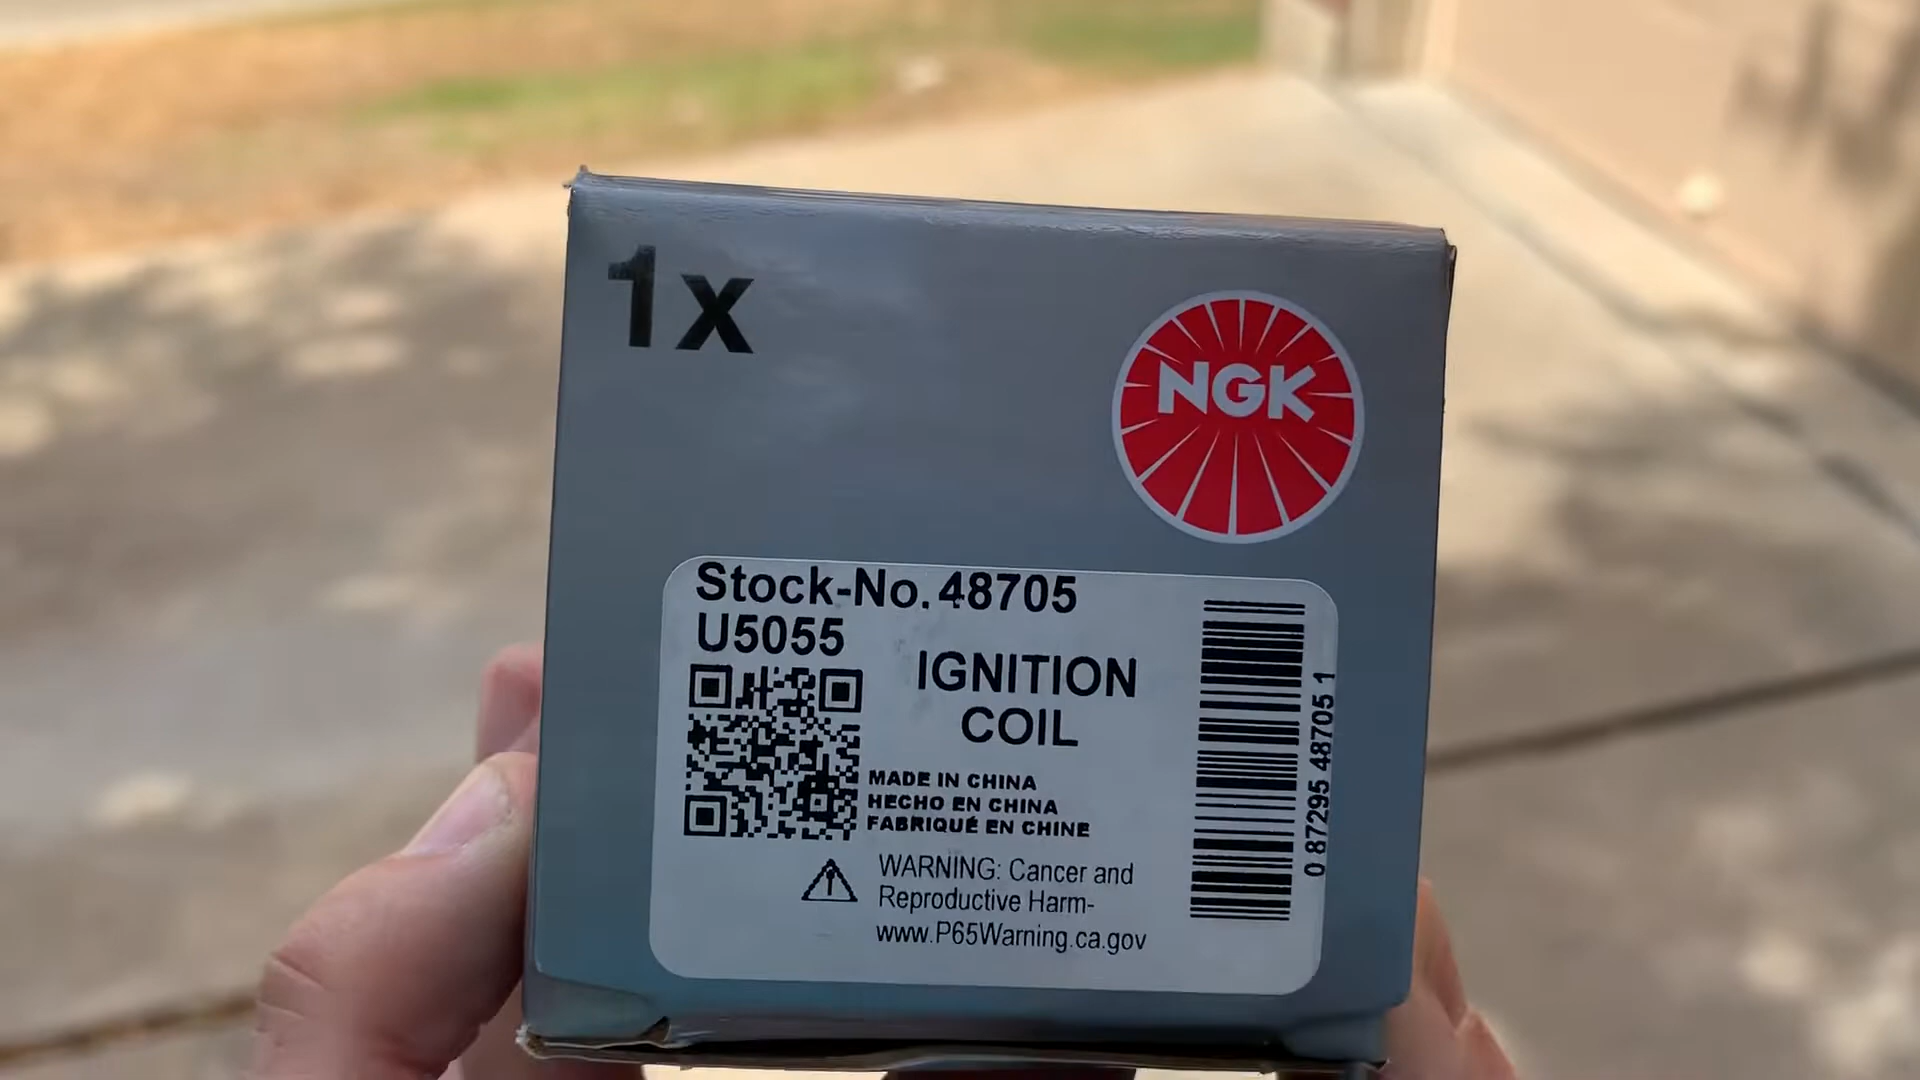 1x
NGK
Stock-No. 48705
U5055
IGNITION
COIL
MADE IN CHINA
HECHO EN CHINA
FABRIQUÉ EN CHINE
WARNING: Cancer and
Reproductive Harm-
www.P65Warning.ca.gov
0 87295 48705 1